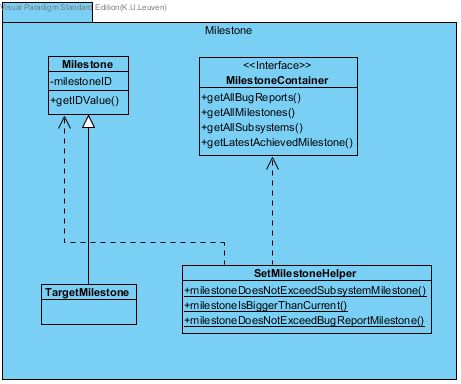 Visual Paradigm Standard Edition(K.U.Leuven)
Milestone
Milestone
-milestoneID
+getIDValue()
<<Interface>>
MilestoneContainer
+getAllBugReports()
+getAllMilestones()
+getAllSubsystems()
+getLatestAchievedMilestone()
TargetMilestone
SetMilestoneHelper
+milestoneDoesNotExceedSubsystemMilestone()
+milestoneIsBiggerThanCurrent()
+milestoneDoesNotExceedBugReportMilestone()